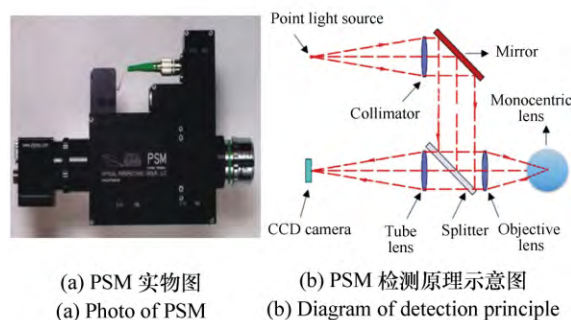 Point light source
Mirror
Collimator
Monocentric
lens
CCD camera
Tube
lens
Splitter
Objective
lens
PSM
(a) PSM 实物图
(a) Photo of PSM
(b) PSM 检测原理示意图
(b) Diagram of detection principle